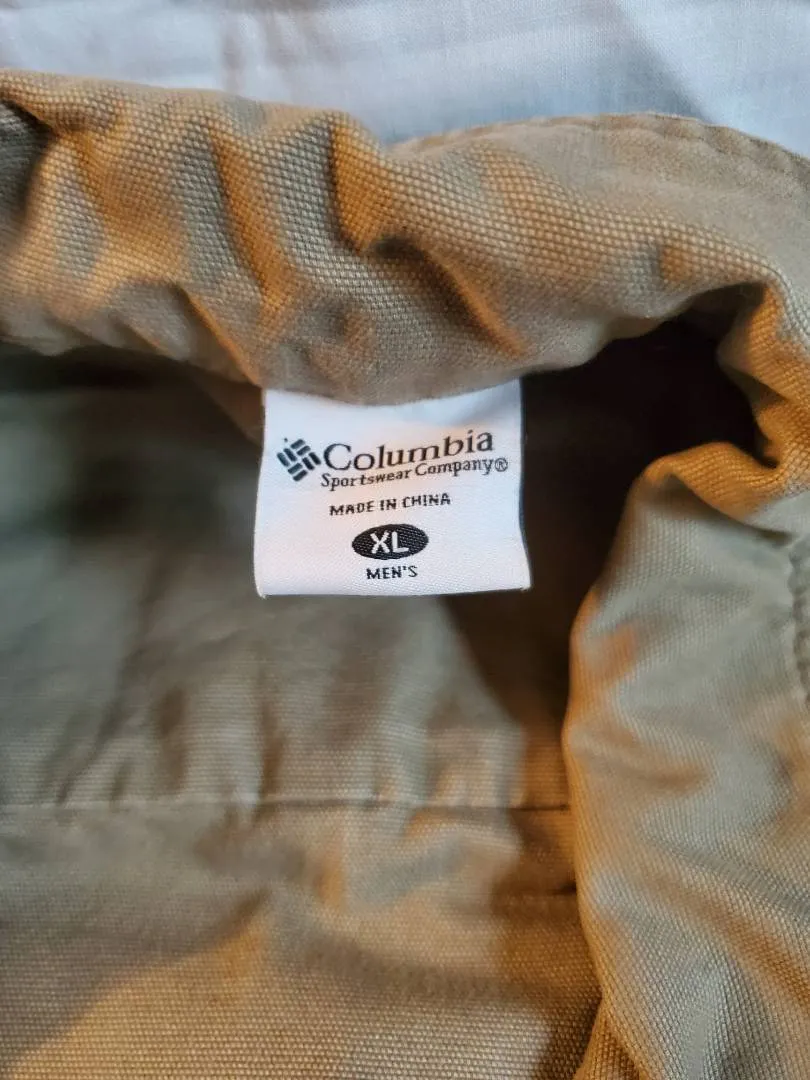 Columbia
Sportswear Company®
MADE IN CHINA
XL
MEN'S